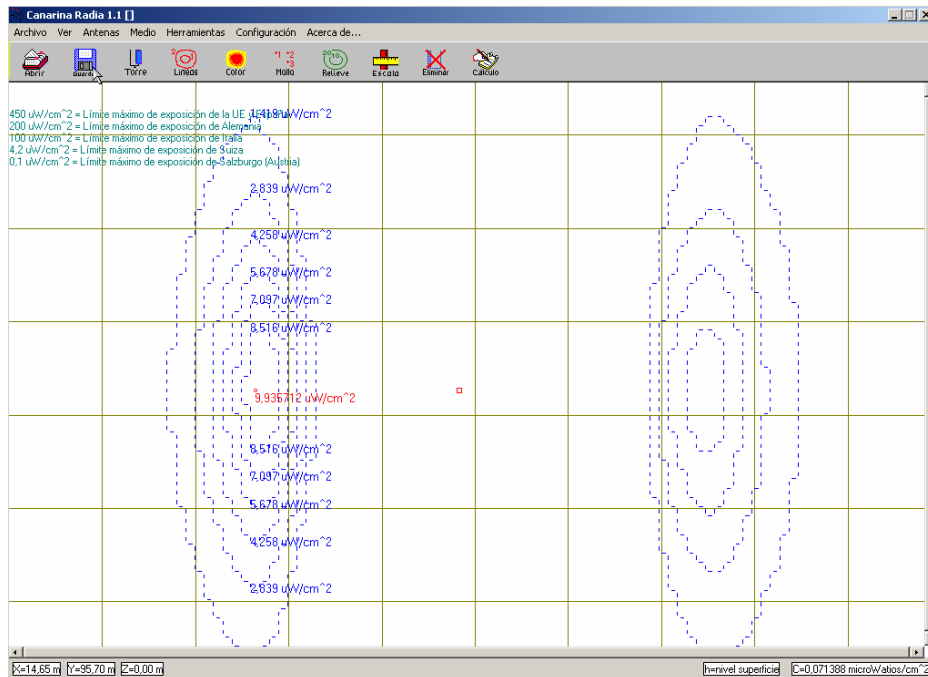 Canarina Radia 1.1 []
Archivo Ver Antenas Medio Herramientas Configuración Acerca de...
Abrir Guardar Torre Lineas Color Malla Relieve Escala Eliminar Cálculo
450 uW/cm^2 = Límite máximo de exposición de la UE y España
1,419 uW/cm^2
200 uW/cm^2 = Límite máximo de exposición de Alemania
100 uW/cm^2 = Límite máximo de exposición de Italia
4,2 uW/cm^2 = Límite máximo de exposición de Suiza
0,1 uW/cm^2 = Límite máximo de exposición de Salzburgo (Austria)
2,839 uW/cm^2
4,258 uW/cm^2
5,678 uW/cm^2
7,097 uW/cm^2
8,516 uW/cm^2
9,935712 uW/cm^2
8,516 uW/cm^2
7,097 uW/cm^2
5,678 uW/cm^2
4,258 uW/cm^2
2,839 uW/cm^2
X=14,65 m Y=95,70 m Z=0,00 m h=nivel superficie C=0,071388 microWatios/cm^2